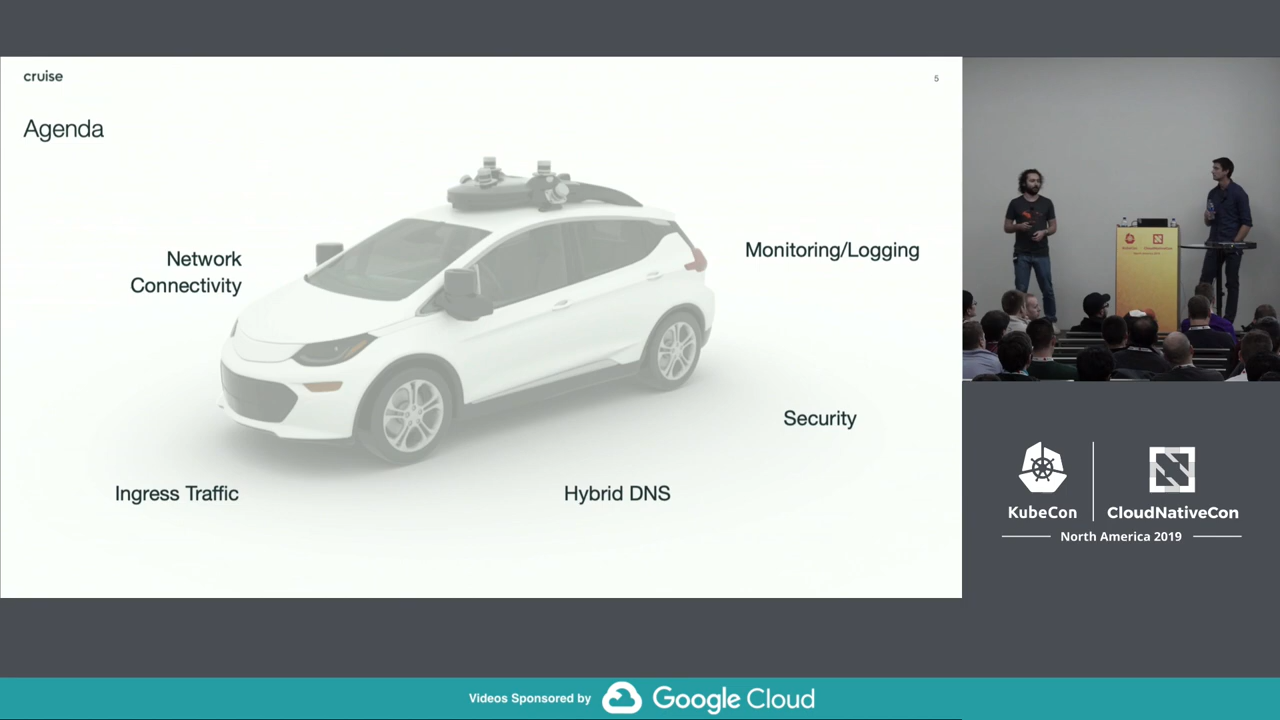 cruise
5
Agenda
Network
Connectivity
Monitoring/Logging
Security
Ingress Traffic
Hybrid DNS
KubeCon
CloudNativeCon
North America 2019
Videos Sponsored by
Google Cloud